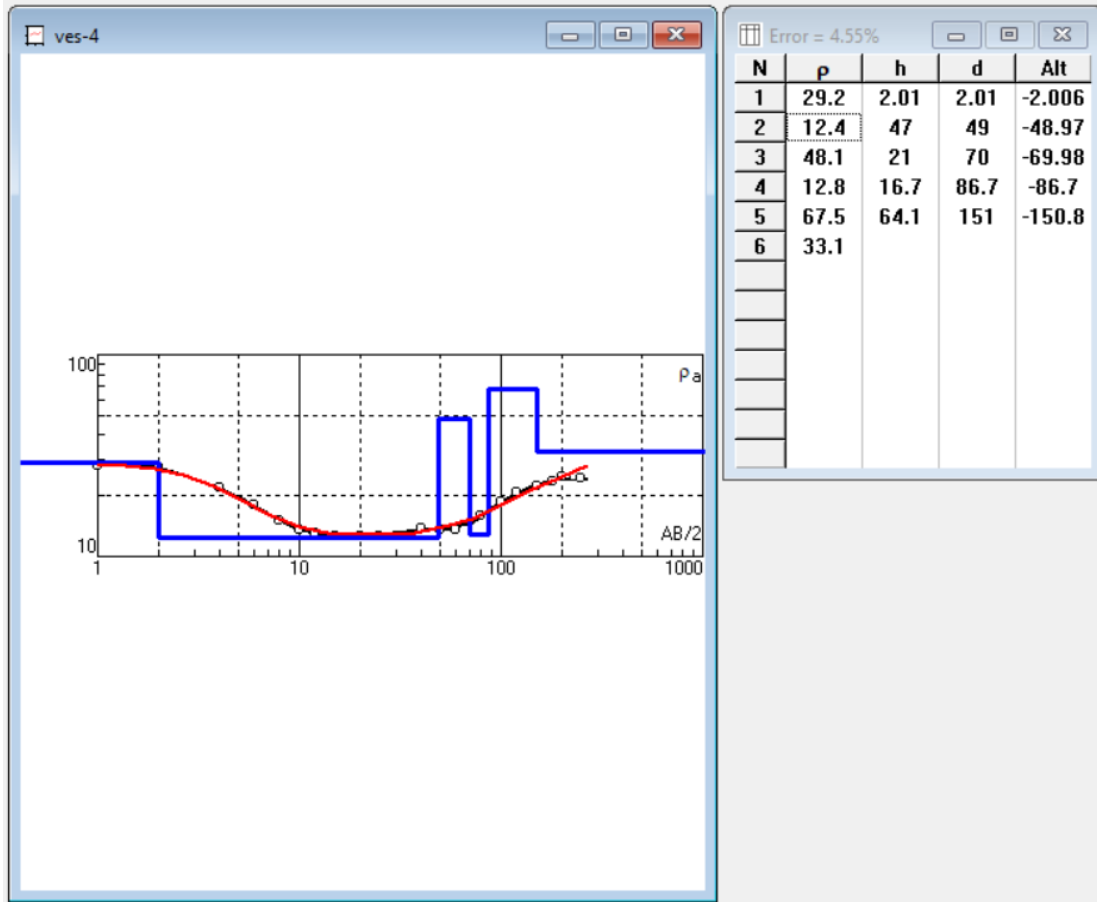 ves-4
100
ρa
10
AB/2
1 10 100 1000
Error = 4.55%
N ρ h d Alt
1 29.2 2.01 2.01 -2.006
2 12.4 47 49 -48.97
3 48.1 21 70 -69.98
4 12.8 16.7 86.7 -86.7
5 67.5 64.1 151 -150.8
6 33.1